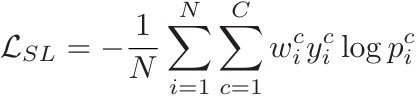 $\mathcal{L}_{SL} = -\frac{1}{N} \sum_{i=1}^{N} \sum_{c=1}^{C} w_i^c y_i^c \log p_i^c$